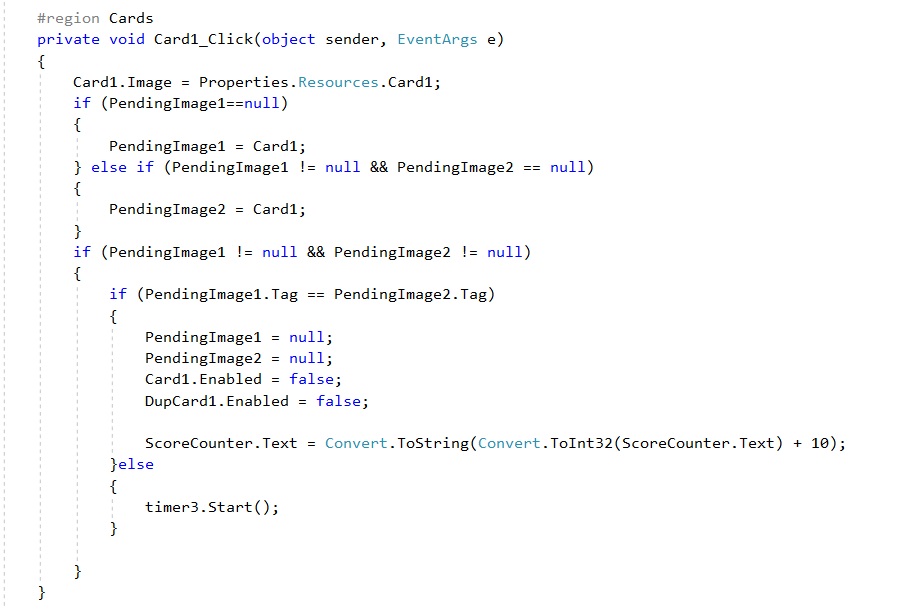 #region Cards
private void Card1_Click(object sender, EventArgs e)
{
    Card1.Image = Properties.Resources.Card1;
    if (PendingImage1==null)
    {
        PendingImage1 = Card1;
    } else if (PendingImage1 != null && PendingImage2 == null)
    {
        PendingImage2 = Card1;
    }
    if (PendingImage1 != null && PendingImage2 != null)
    {
        if (PendingImage1.Tag == PendingImage2.Tag)
        {
            PendingImage1 = null;
            PendingImage2 = null;
            Card1.Enabled = false;
            DupCard1.Enabled = false;

            ScoreCounter.Text = Convert.ToString(Convert.ToInt32(ScoreCounter.Text) + 10);
        }else
        {
            timer3.Start();
        }

    }
}